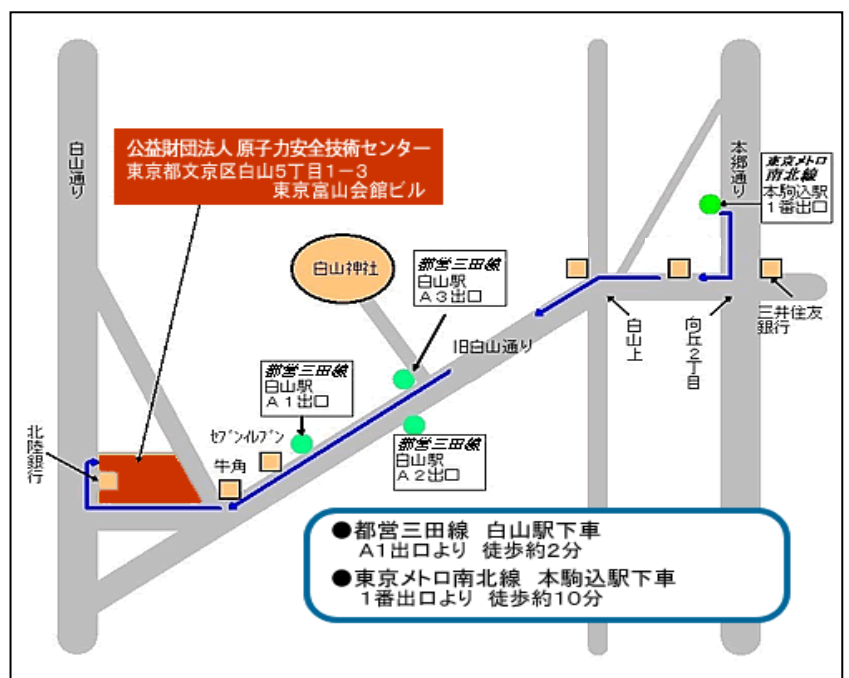 白山通り
公益財団法人 原子力安全技術センター
東京都文京区白山5丁目1－3
東京富山会館ビル
本郷通り
東京メトロ
南北線
本駒込駅
1番出口
白山神社
都営三田線
白山駅
A3出口
三井住友
銀行
白山上
向丘2丁目
旧白山通り
都営三田線
白山駅
A1出口
ｾﾌﾞﾝｲﾚﾌﾞﾝ
牛角
北陸銀行
都営三田線
白山駅
A2出口
●都営三田線 白山駅下車
A1出口より 徒歩約2分
●東京メトロ南北線 本駒込駅下車
1番出口より 徒歩約10分